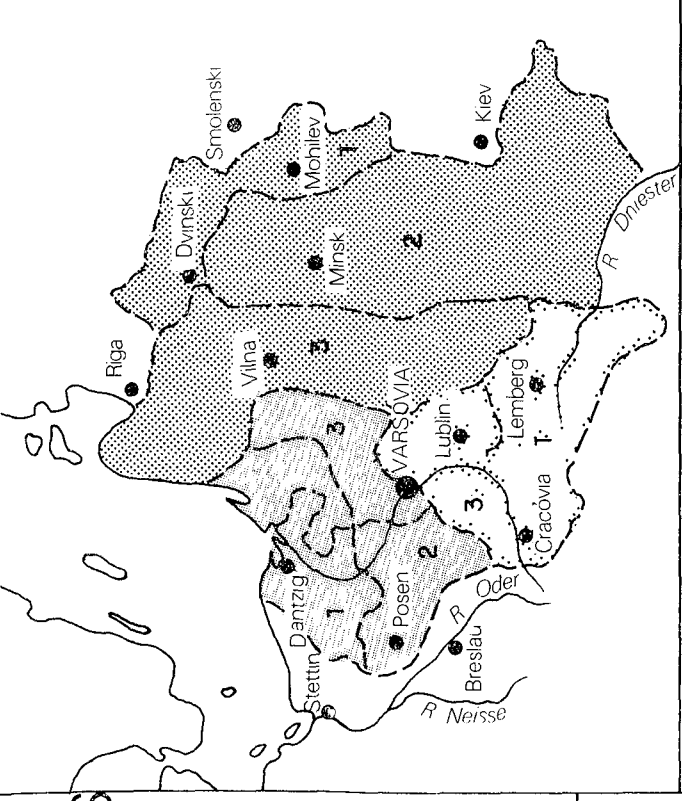 Smolenski
Mohilev
1
Kiev
Dvinski
Minsk
2
R Dniester
Riga
Vilna
3
3
VARSOVIA
Lublin
Lemberg
1
3
Cracóvia
Dantzig
1
2
Posen
R Oder
Stettin
Breslau
R Neisse